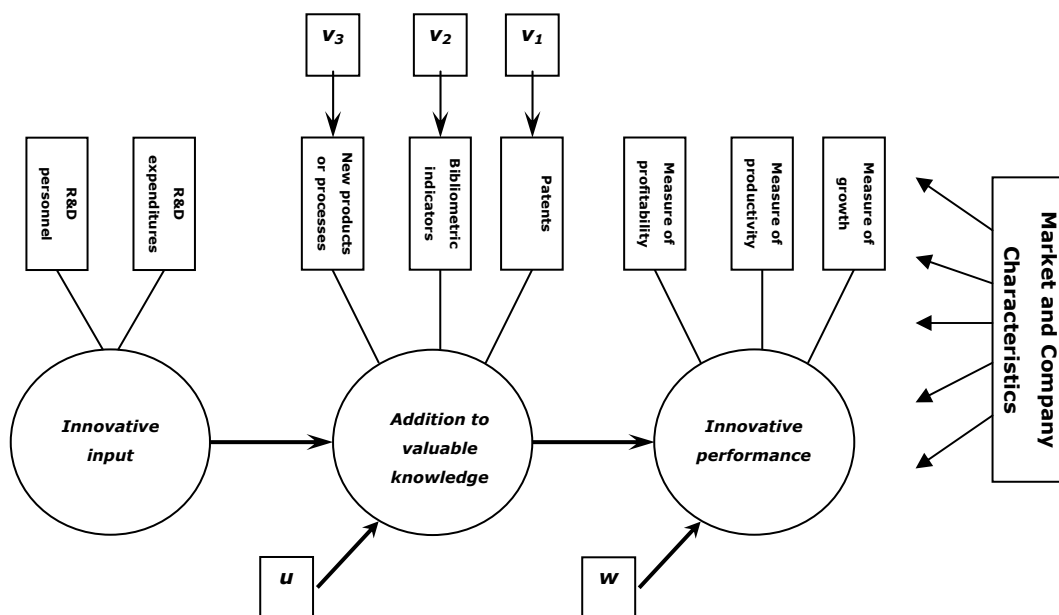 v3
v2
v1
R&D
personnel
R&D
expenditures
New products
or processes
Bibliometric
indicators
Patents
Measure of
profitability
Measure of
productivity
Measure of
growth
Market and Company
Characteristics
Innovative
input
Addition to
valuable
knowledge
Innovative
performance
u
w